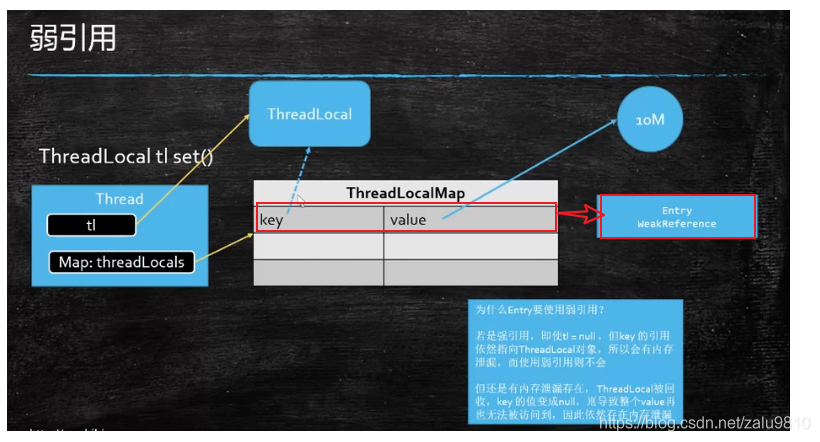 弱引用
ThreadLocal
10M
ThreadLocal tl set()
Thread
tl
Map: threadLocals
ThreadLocalMap
key
value
Entry
WeakReference
为什么Entry要使用弱引用？
若是强引用，即使tl = null，但key 的引用
依然指向ThreadLocal对象，所以会有内存
泄漏，而使用弱引用则不会
但还是有内存泄漏存在，ThreadLocal被回
收，key 的值变成null，则导致整个value再
也无法被访问到，因此依然存在内存泄漏
https://blog.csdn.net/zalu9810